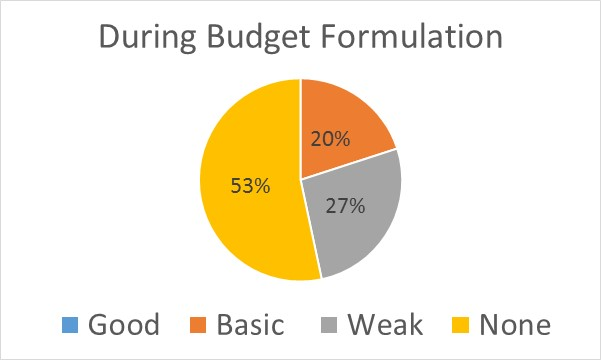 During Budget Formulation
20%
53%
27%
Good Basic Weak None